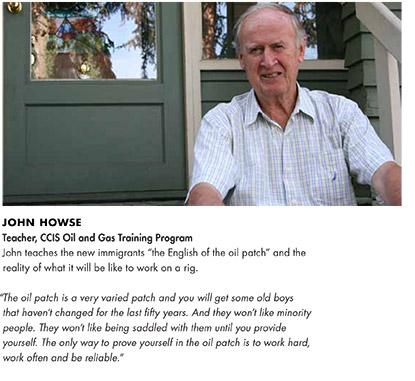 JOHN HOWSE
Teacher, CCIS Oil and Gas Training Program
John teaches the new immigrants “the English of the oil patch” and the
reality of what it will be like to work on a rig.
“The oil patch is a very varied patch and you will get some old boys
that haven’t changed for the last fifty years. And they won’t like minority
people. They won’t like being saddled with them until you provide
yourself. The only way to prove yourself in the oil patch is to work hard,
work often and be reliable.”